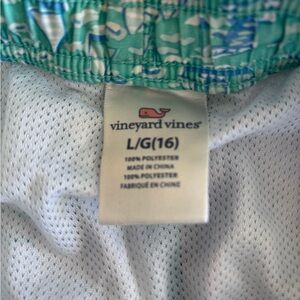 vineyard vines®
L/G(16)
100% POLYESTER
MADE IN CHINA
100% POLYESTER
FABRIQUÉ EN CHINE